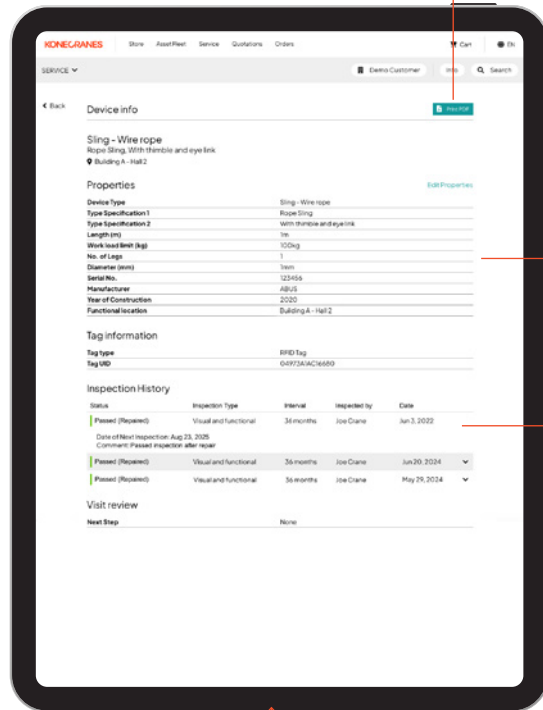 KONECRANES Store Asset Fleet Service Quotations Orders Cart EN
SERVICE Demo Customer Info Search
Back Device info Print PDF
Sling - Wire rope
Rope Sling, With thimble and eye link
Building A - Hall 2
Properties Edit Properties
Device Type Sling - Wire rope
Type Specification 1 Rope Sling
Type Specification 2 With thimble and eye link
Length (m) 1m
Work load limit (kg) 100kg
No. of Legs 1
Diameter (mm) 1mm
Serial No. 123456
Manufacturer ABUS
Year of Construction 2020
Functional location Building A - Hall 2
Tag information
Tag type RFID Tag
Tag UID
Inspection History
Status Inspection Type Interval Inspected by Date
Passed (Repaired) Visual and functional 36 months Joe Crane Jun 3, 2022
Date of Next Inspection: Aug 23, 2025
Comment: Passed inspection after repair
Passed (Repaired) Visual and functional 36 months Joe Crane Jun 20, 2024
Passed (Repaired) Visual and functional 36 months Joe Crane May 29, 2024
Visit review
Next Step None